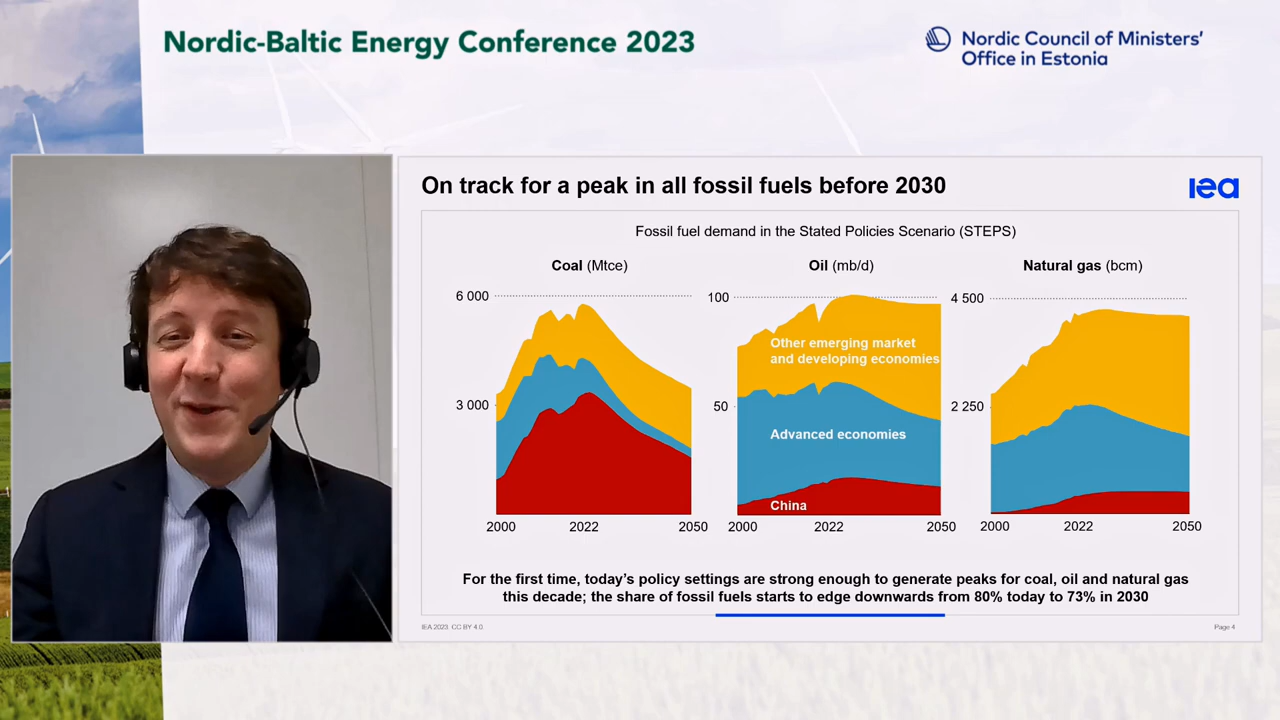 Nordic-Baltic Energy Conference 2023
Nordic Council of Ministers'
Office in Estonia
On track for a peak in all fossil fuels before 2030
iea
Fossil fuel demand in the Stated Policies Scenario (STEPS)
Coal (Mtce)
Oil (mb/d)
Natural gas (bcm)
6 000
3 000
2000 2022 2050
100
50
Other emerging market
and developing economies
Advanced economies
China
2000 2022 2050
4 500
2 250
2000 2022 2050
For the first time, today's policy settings are strong enough to generate peaks for coal, oil and natural gas
this decade; the share of fossil fuels starts to edge downwards from 80% today to 73% in 2030
IEA 2023. CC BY 4.0.
Page 4